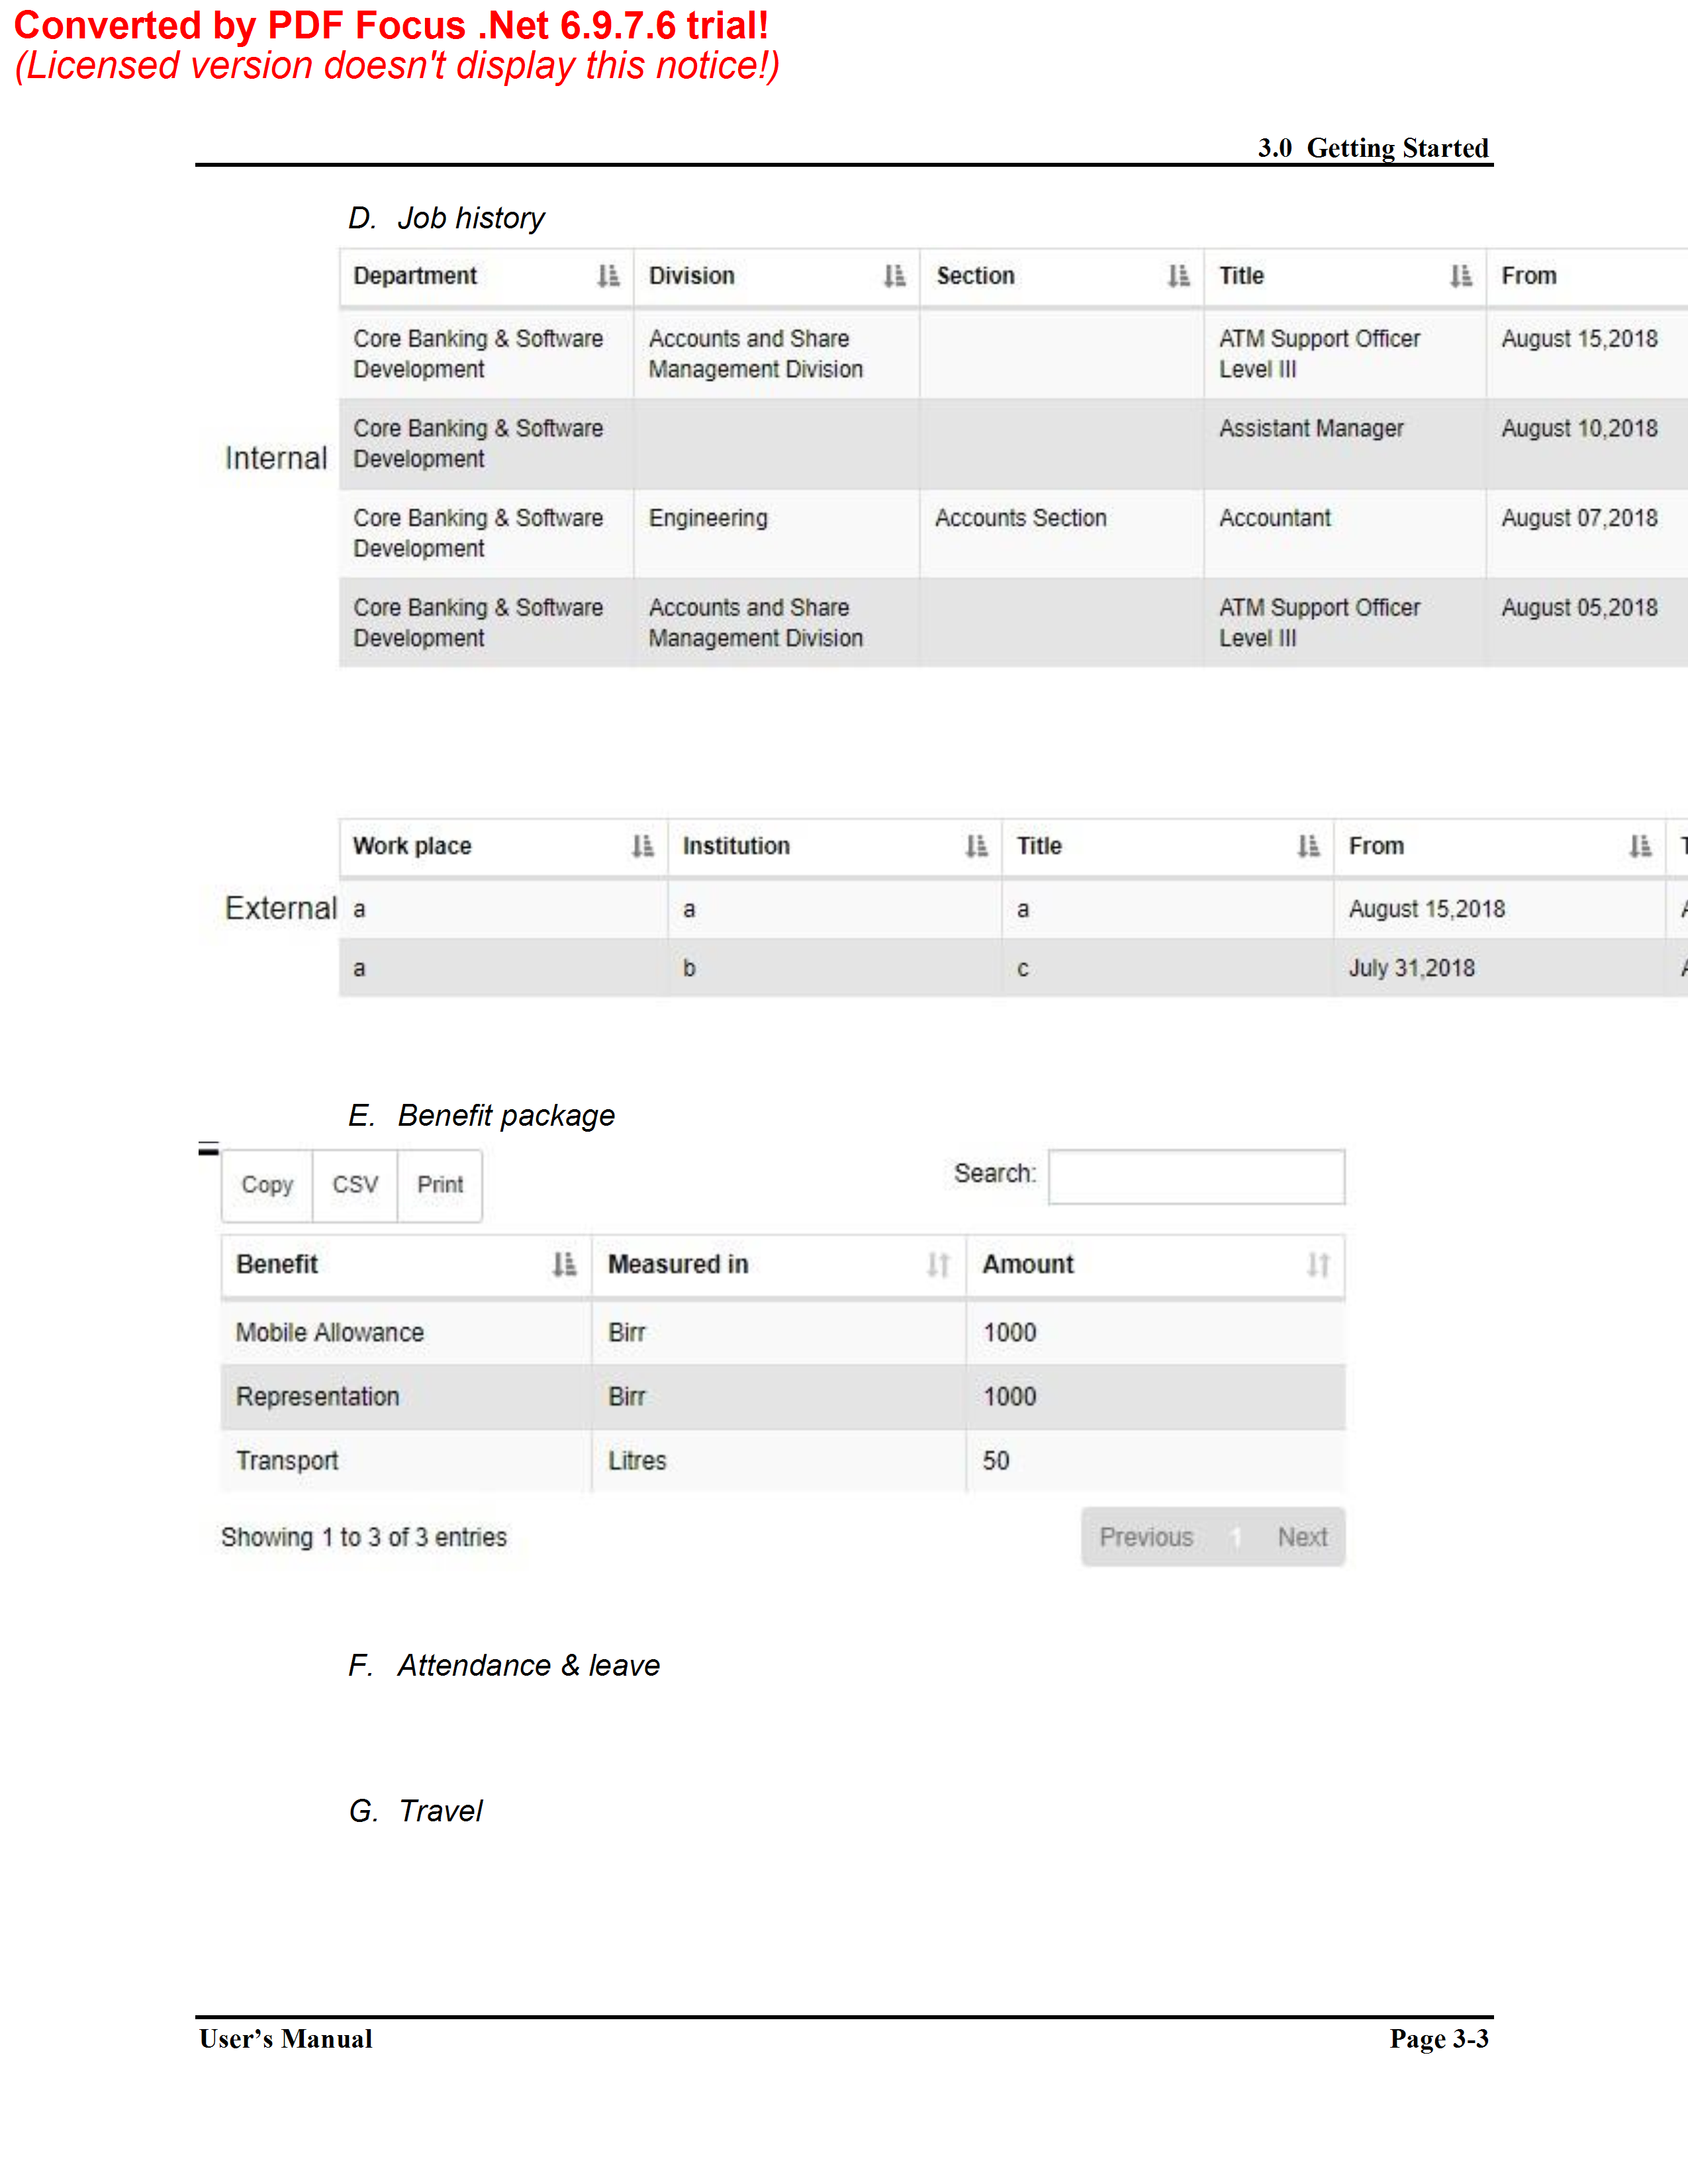 Converted by PDF Focus .Net 6.9.7.6 trial!
(Licensed version doesn't display this notice!)
3.0 Getting Started
D. Job history
Department Division Section Title From
Core Banking & Software Accounts and Share ATM Support Officer August 15,2018
Development Management Division Level III
Core Banking & Software Assistant Manager August 10,2018
Internal Development
Core Banking & Software Engineering Accounts Section Accountant August 07,2018
Development
Core Banking & Software Accounts and Share ATM Support Officer August 05,2018
Development Management Division Level III
Work place Institution Title From
External a a a August 15,2018
a b c July 31,2018
E. Benefit package
Copy CSV Print Search:
Benefit Measured in Amount
Mobile Allowance Birr 1000
Representation Birr 1000
Transport Litres 50
Showing 1 to 3 of 3 entries Previous 1 Next
F. Attendance & leave
G. Travel
User’s Manual Page 3-3